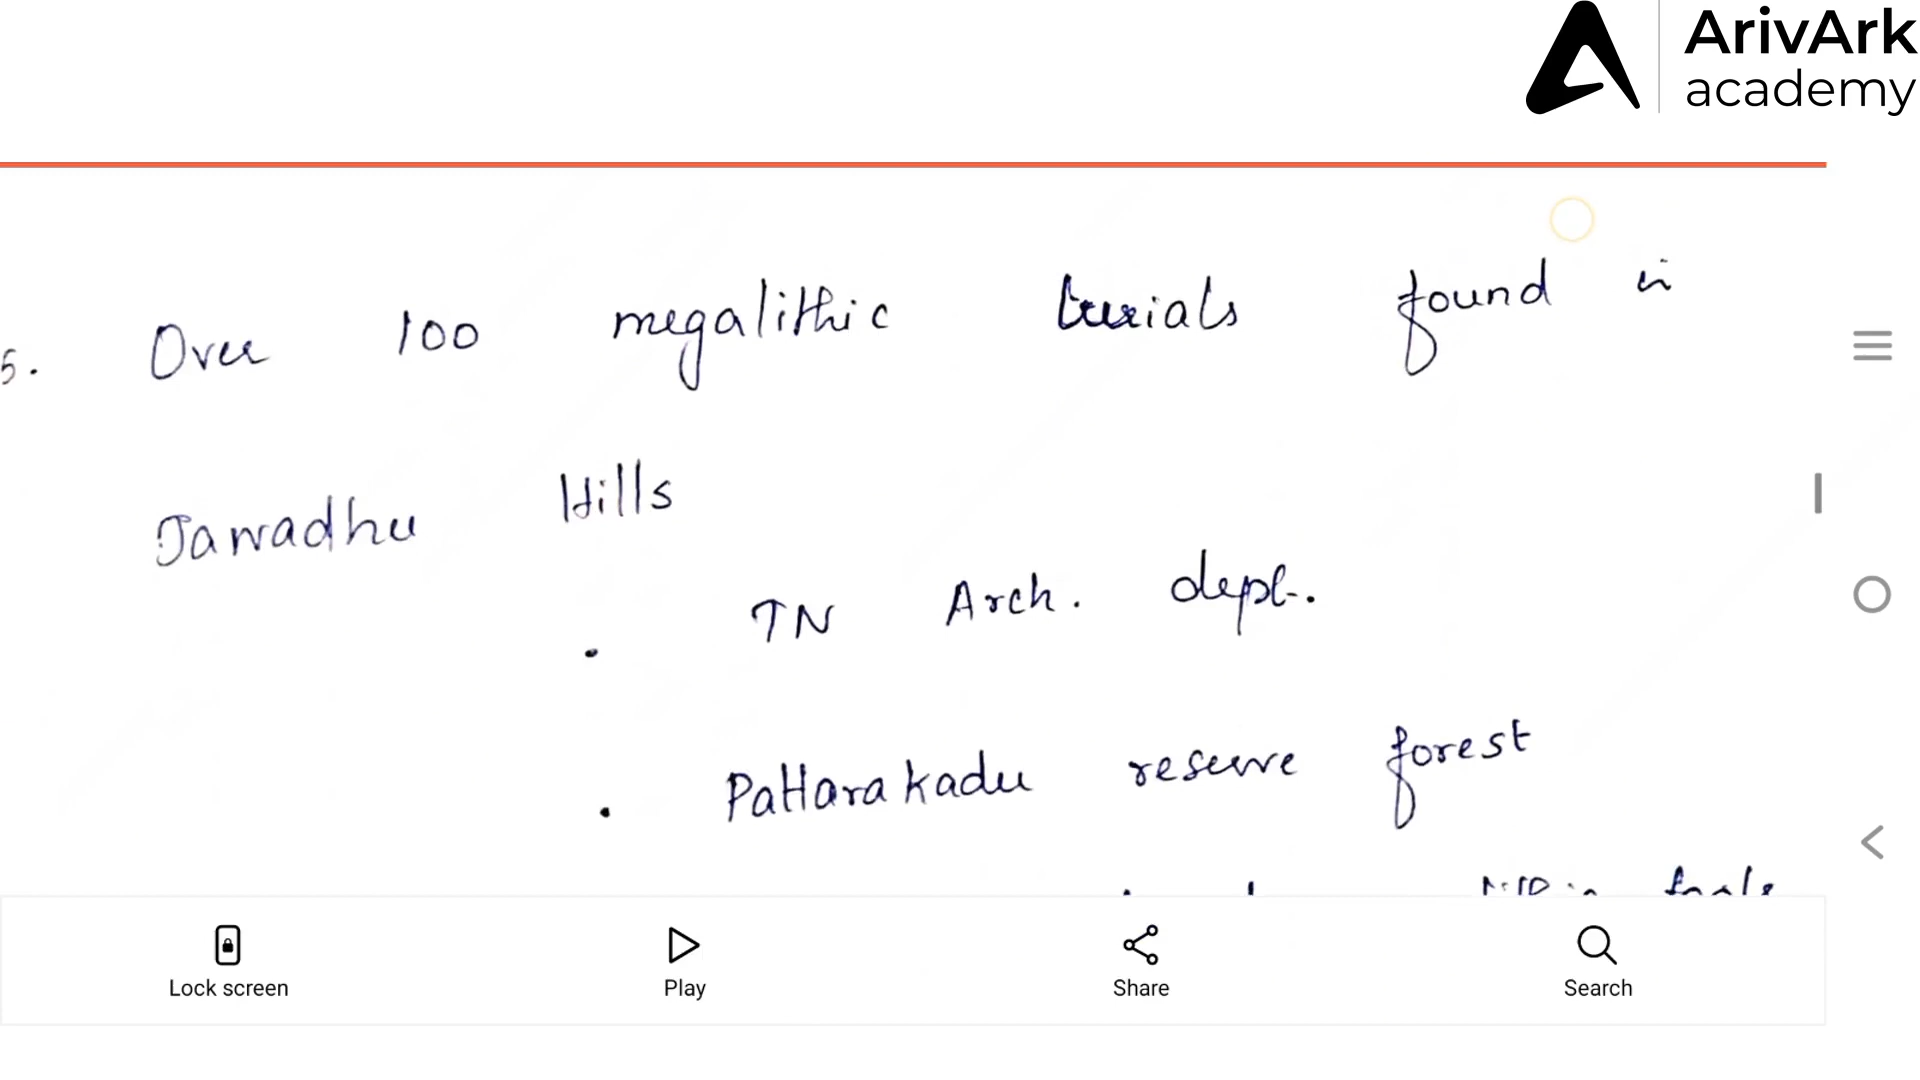 ArivArk
academy
5. Over 100 megalithic burials found in
Jawadhu Hills
• TN Arch. dept.
• Pattarakadu reserve forest
Lock screen Play Share Search